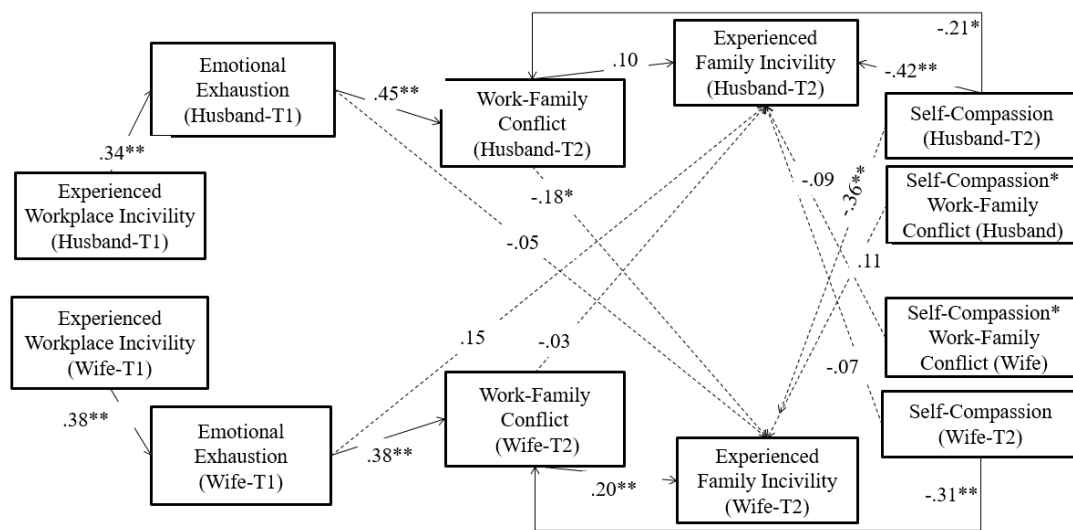 -.21*
Experienced
Family Incivility
(Husband-T2)
.10
-.42**
Emotional
Exhaustion
(Husband-T1)
.45**
Work-Family
Conflict
(Husband-T2)
Self-Compassion
(Husband-T2)
.34**
Experienced
Workplace Incivility
(Husband-T1)
-.18*
-.09
-.36**
Self-Compassion*
Work-Family
Conflict (Husband)
-.05
.11
Experienced
Workplace Incivility
(Wife-T1)
.15
-.03
-.07
Self-Compassion*
Work-Family
Conflict (Wife)
.38**
Emotional
Exhaustion
(Wife-T1)
.38**
Work-Family
Conflict
(Wife-T2)
Self-Compassion
(Wife-T2)
.20**
Experienced
Family Incivility
(Wife-T2)
-.31**